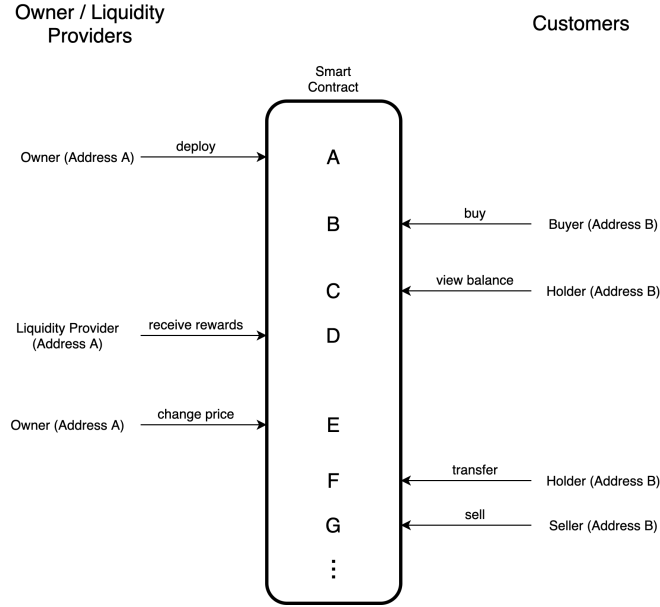 Owner / Liquidity
Providers
Customers
Smart
Contract
Owner (Address A)
deploy
A
B
buy
Buyer (Address B)
C
view balance
Holder (Address B)
Liquidity Provider
(Address A)
receive rewards
D
Owner (Address A)
change price
E
F
transfer
Holder (Address B)
G
sell
Seller (Address B)
⋮